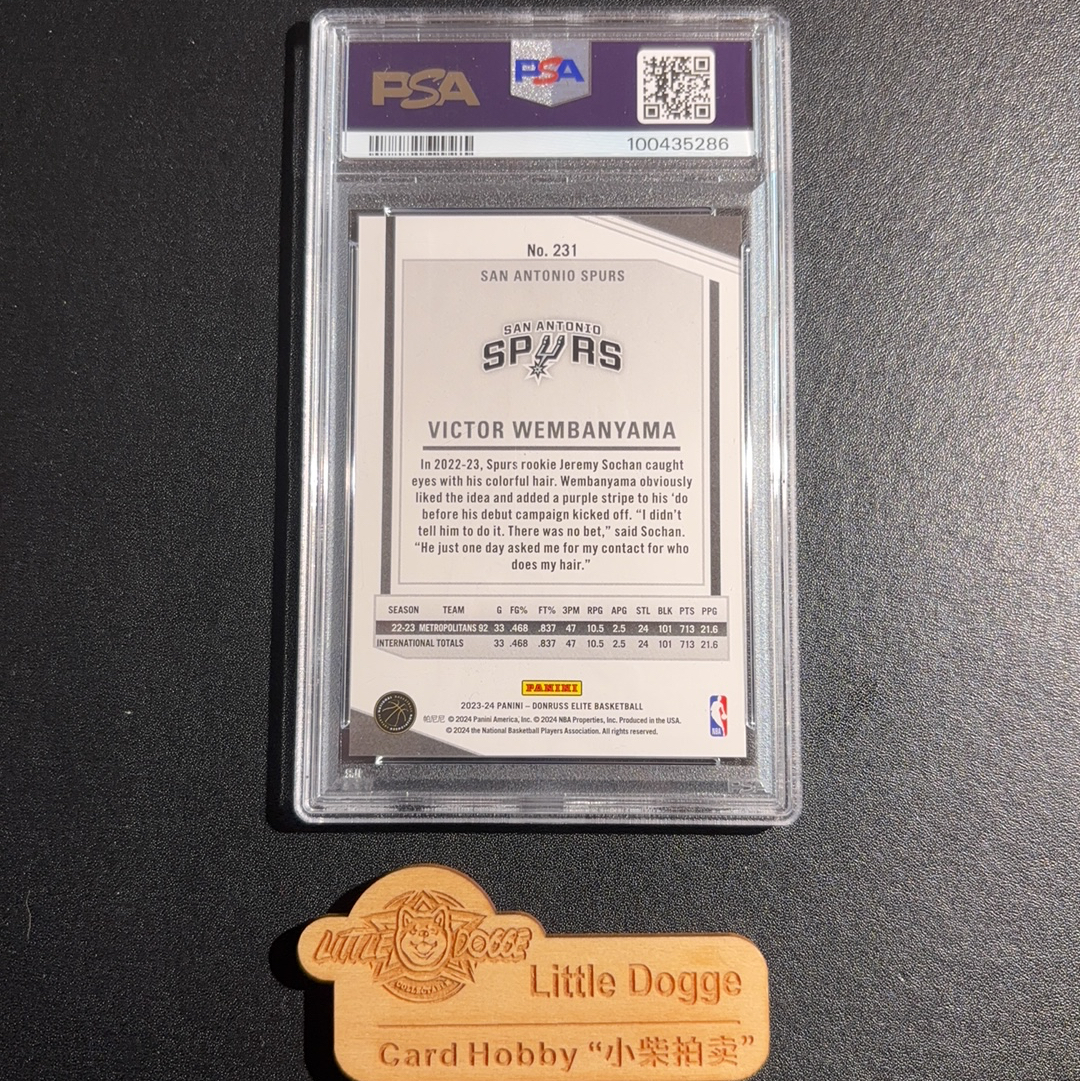 PSA
PSA
100435286
No. 231
SAN ANTONIO SPURS
SAN ANTONIO
SPURS
VICTOR WEMBANYAMA
In 2022-23, Spurs rookie Jeremy Sochan caught
eyes with his colorful hair. Wembanyama obviously
liked the idea and added a purple stripe to his ‘do
before his debut campaign kicked off. “I didn’t
tell him to do it. There was no bet,” said Sochan.
“He just one day asked me for my contact for who
does my hair.”
SEASON TEAM G FG% FT% 3PM RPG APG STL BLK PTS PPG
22-23 METROPOLITANS 92 33 .468 .837 47 10.5 2.5 24 101 713 21.6
INTERNATIONAL TOTALS 33 .468 .837 47 10.5 2.5 24 101 713 21.6
PANINI
2023-24 PANINI – DONRUSS ELITE BASKETBALL
帕尼尼 © 2024 Panini America, Inc. © 2024 NBA Properties, Inc. Produced in the USA.
© 2024 the National Basketball Players Association. All rights reserved.
NBA
LITTLE DOGGE
COLLECTABLE
Little Dogge
Card Hobby “小柴拍卖”